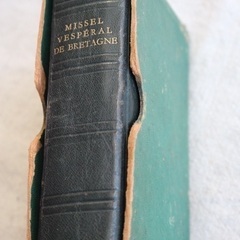 MISSEL
VESPÉRAL
DE BRETAGNE